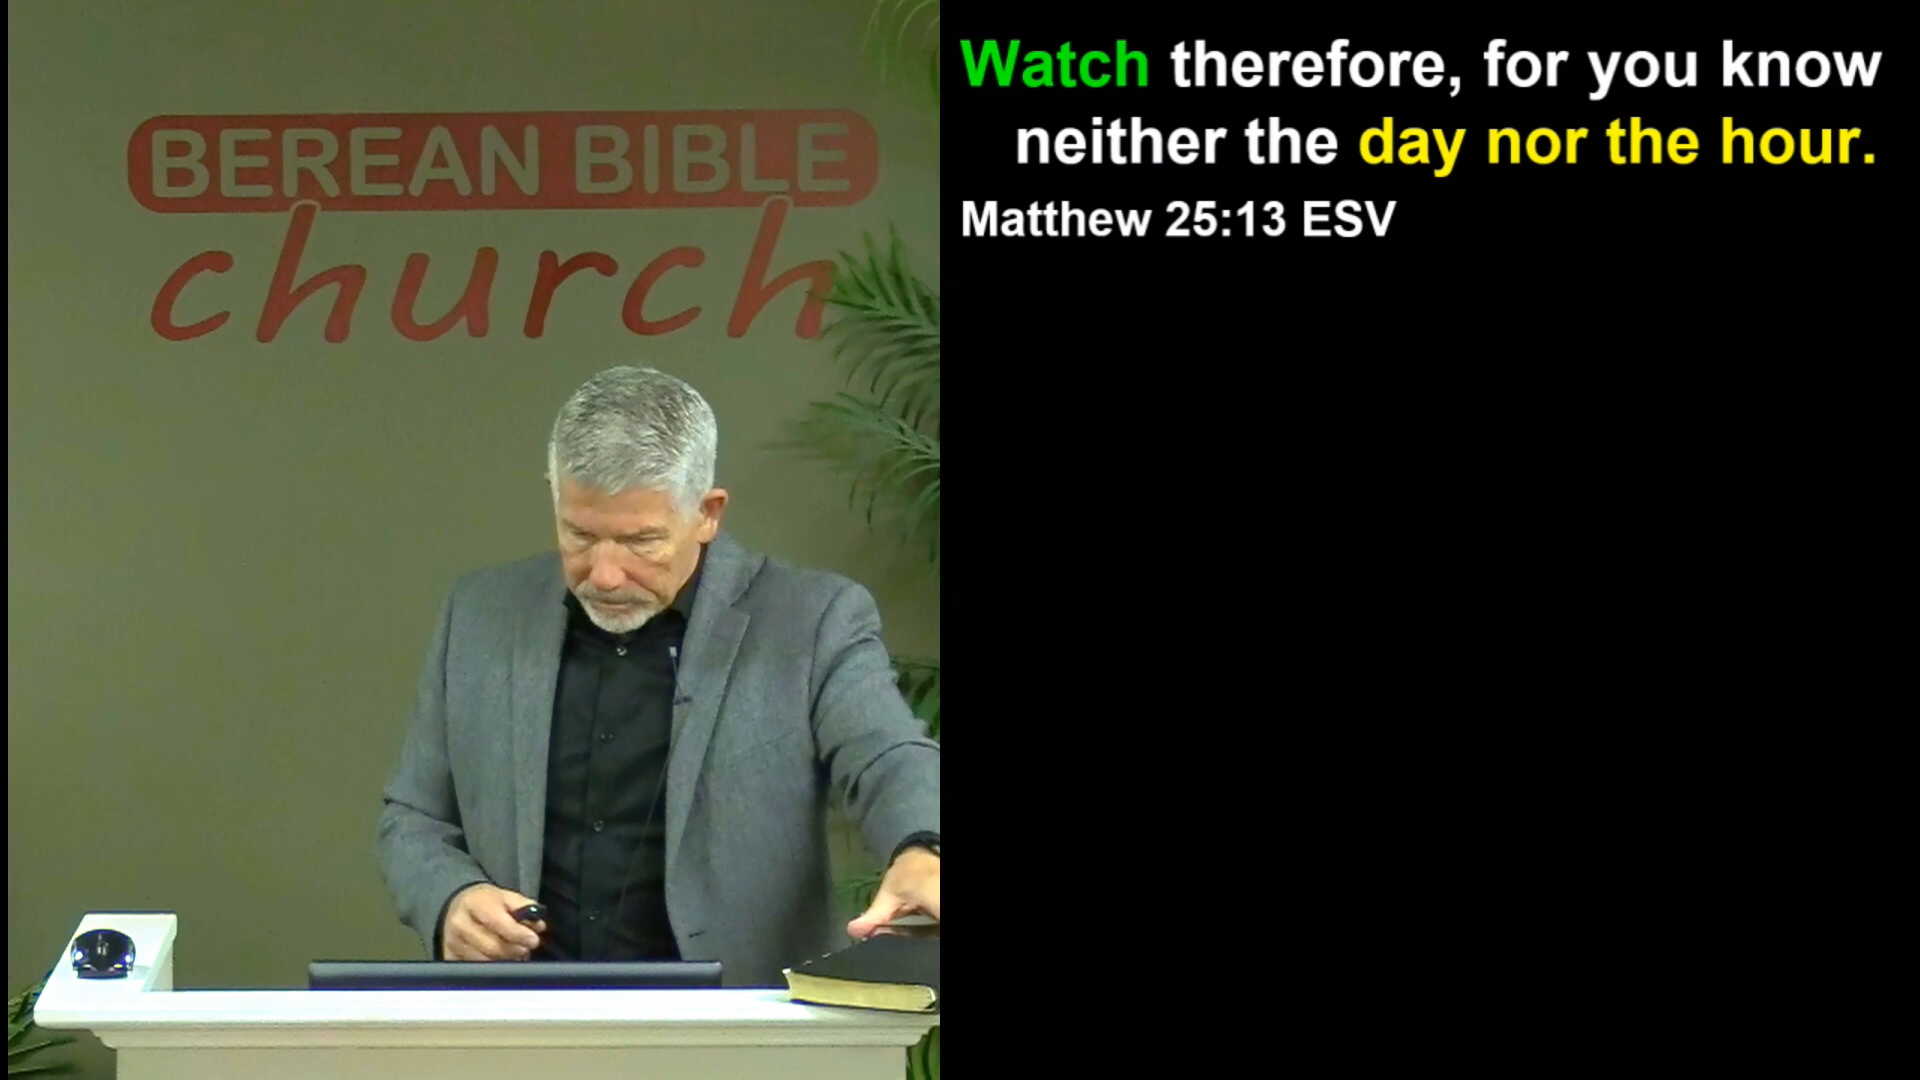 BEREAN BIBLE
church
Watch therefore, for you know
neither the day nor the hour.
Matthew 25:13 ESV